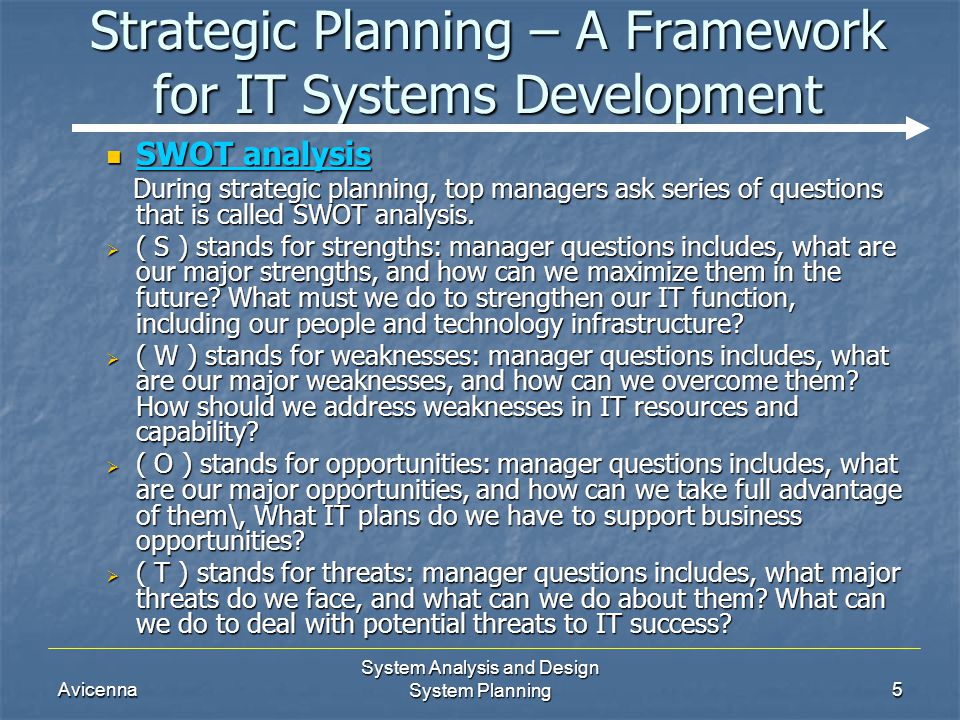 Strategic Planning – A Framework
for IT Systems Development
SWOT analysis
During strategic planning, top managers ask series of questions
that is called SWOT analysis.
( S ) stands for strengths: manager questions includes, what are
our major strengths, and how can we maximize them in the
future? What must we do to strengthen our IT function,
including our people and technology infrastructure?
( W ) stands for weaknesses: manager questions includes, what
are our major weaknesses, and how can we overcome them?
How should we address weaknesses in IT resources and
capability?
( O ) stands for opportunities: manager questions includes, what
are our major opportunities, and how can we take full advantage
of them\, What IT plans do we have to support business
opportunities?
( T ) stands for threats: manager questions includes, what major
threats do we face, and what can we do about them? What can
we do to deal with potential threats to IT success?
Avicenna
System Analysis and Design
System Planning
5